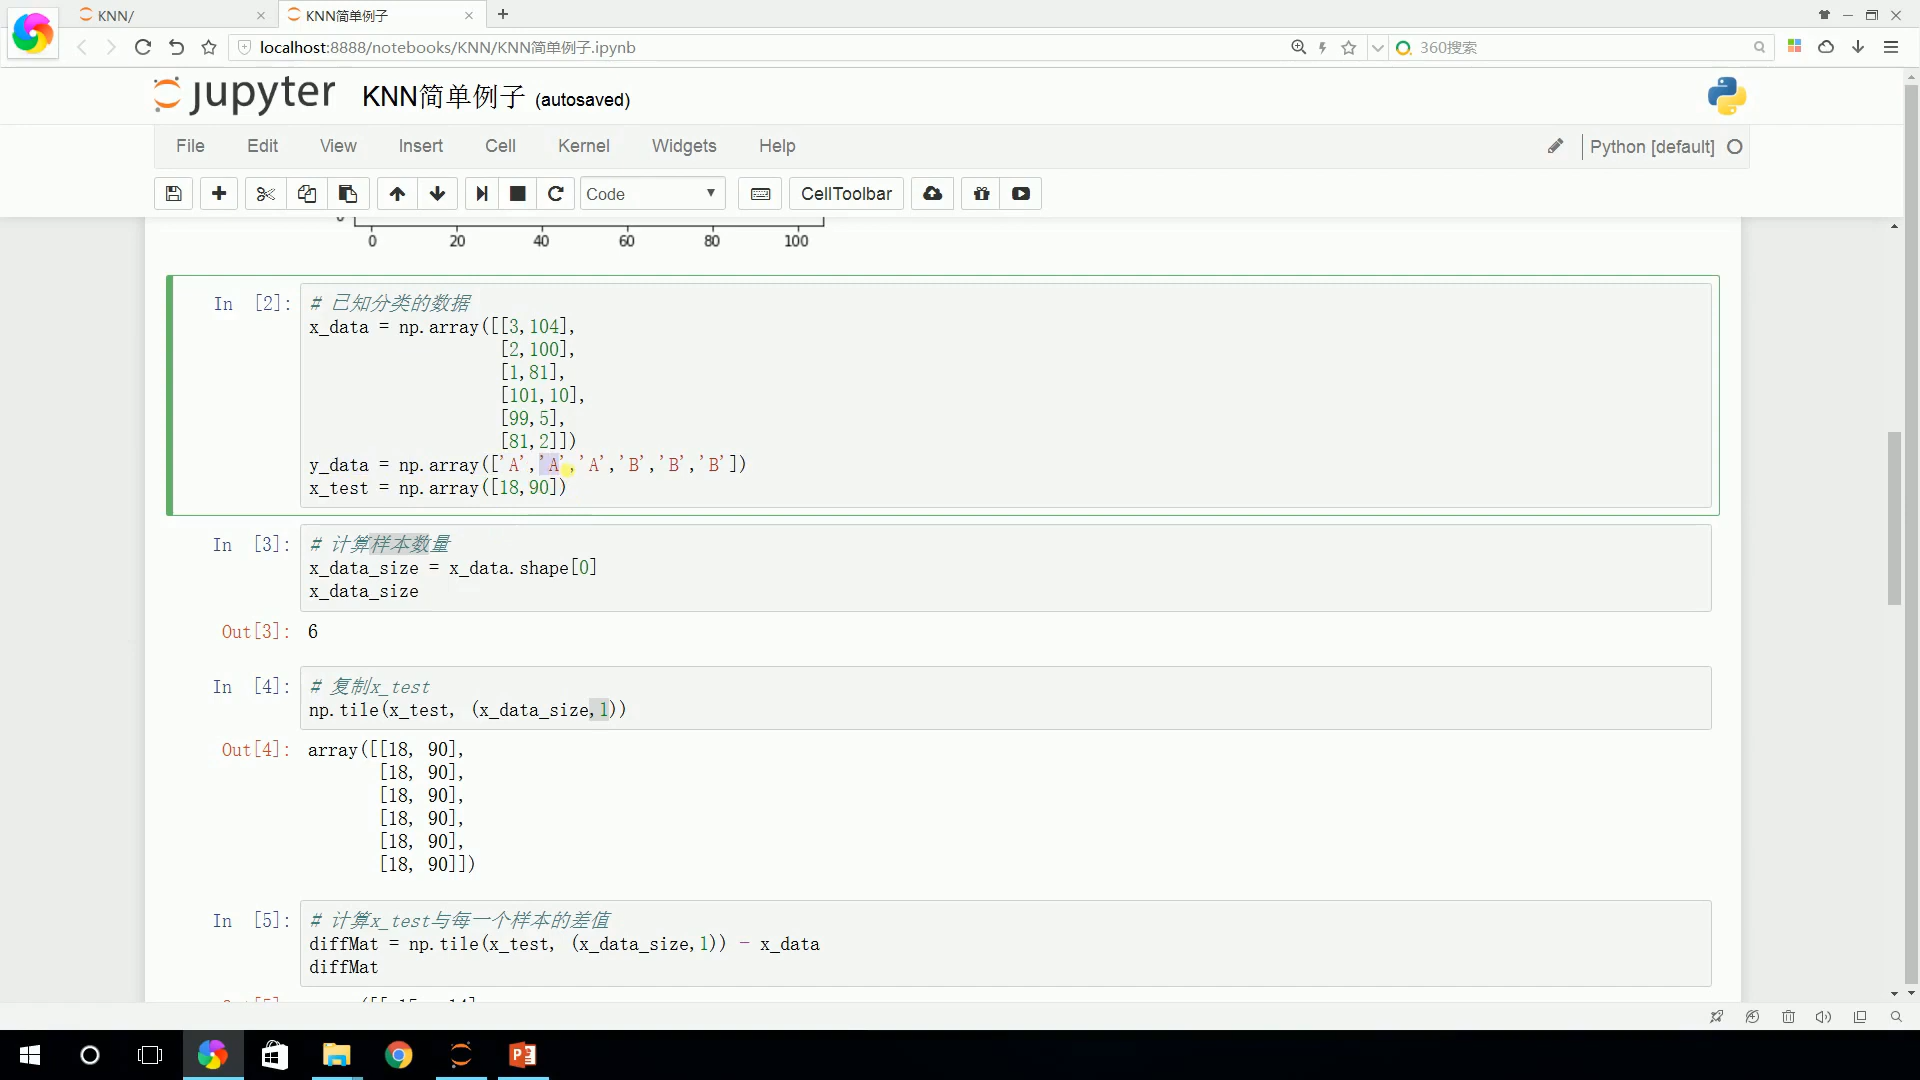 KNN/
KNN简单例子
localhost:8888/notebooks/KNN/KNN简单例子.ipynb
360搜索
jupyter KNN简单例子 (autosaved)
File Edit View Insert Cell Kernel Widgets Help
Python [default]
Code
CellToolbar
0
0 20 40 60 80 100
In [2]: # 已知分类的数据
x_data = np.array([[3,104],
[2,100],
[1,81],
[101,10],
[99,5],
[81,2]])
y_data = np.array(['A','A','A','B','B','B'])
x_test = np.array([18,90])
In [3]: # 计算样本数量
x_data_size = x_data.shape[0]
x_data_size
Out[3]: 6
In [4]: # 复制x_test
np.tile(x_test, (x_data_size,1))
Out[4]: array([[18, 90],
[18, 90],
[18, 90],
[18, 90],
[18, 90],
[18, 90]])
In [5]: # 计算x_test与每一个样本的差值
diffMat = np.tile(x_test, (x_data_size,1)) - x_data
diffMat